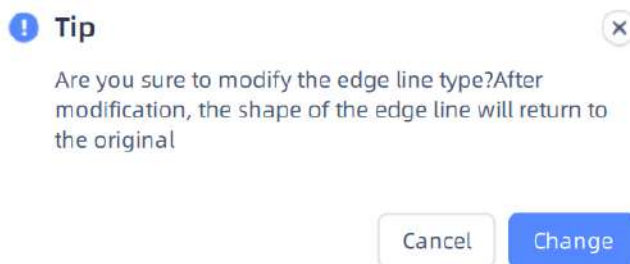 Tip
Are you sure to modify the edge line type?After
modification, the shape of the edge line will return to
the original
Cancel
Change